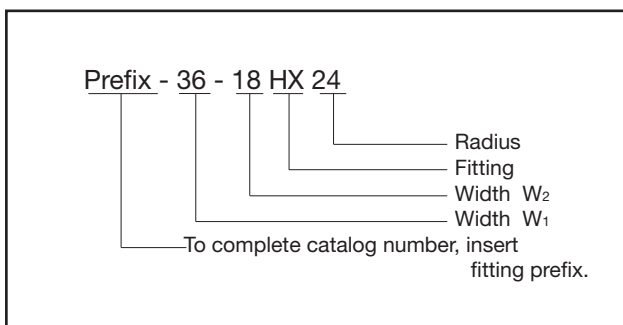 Prefix - 36 - 18 HX 24
Radius
Fitting
Width W2
Width W1
To complete catalog number, insert
fitting prefix.